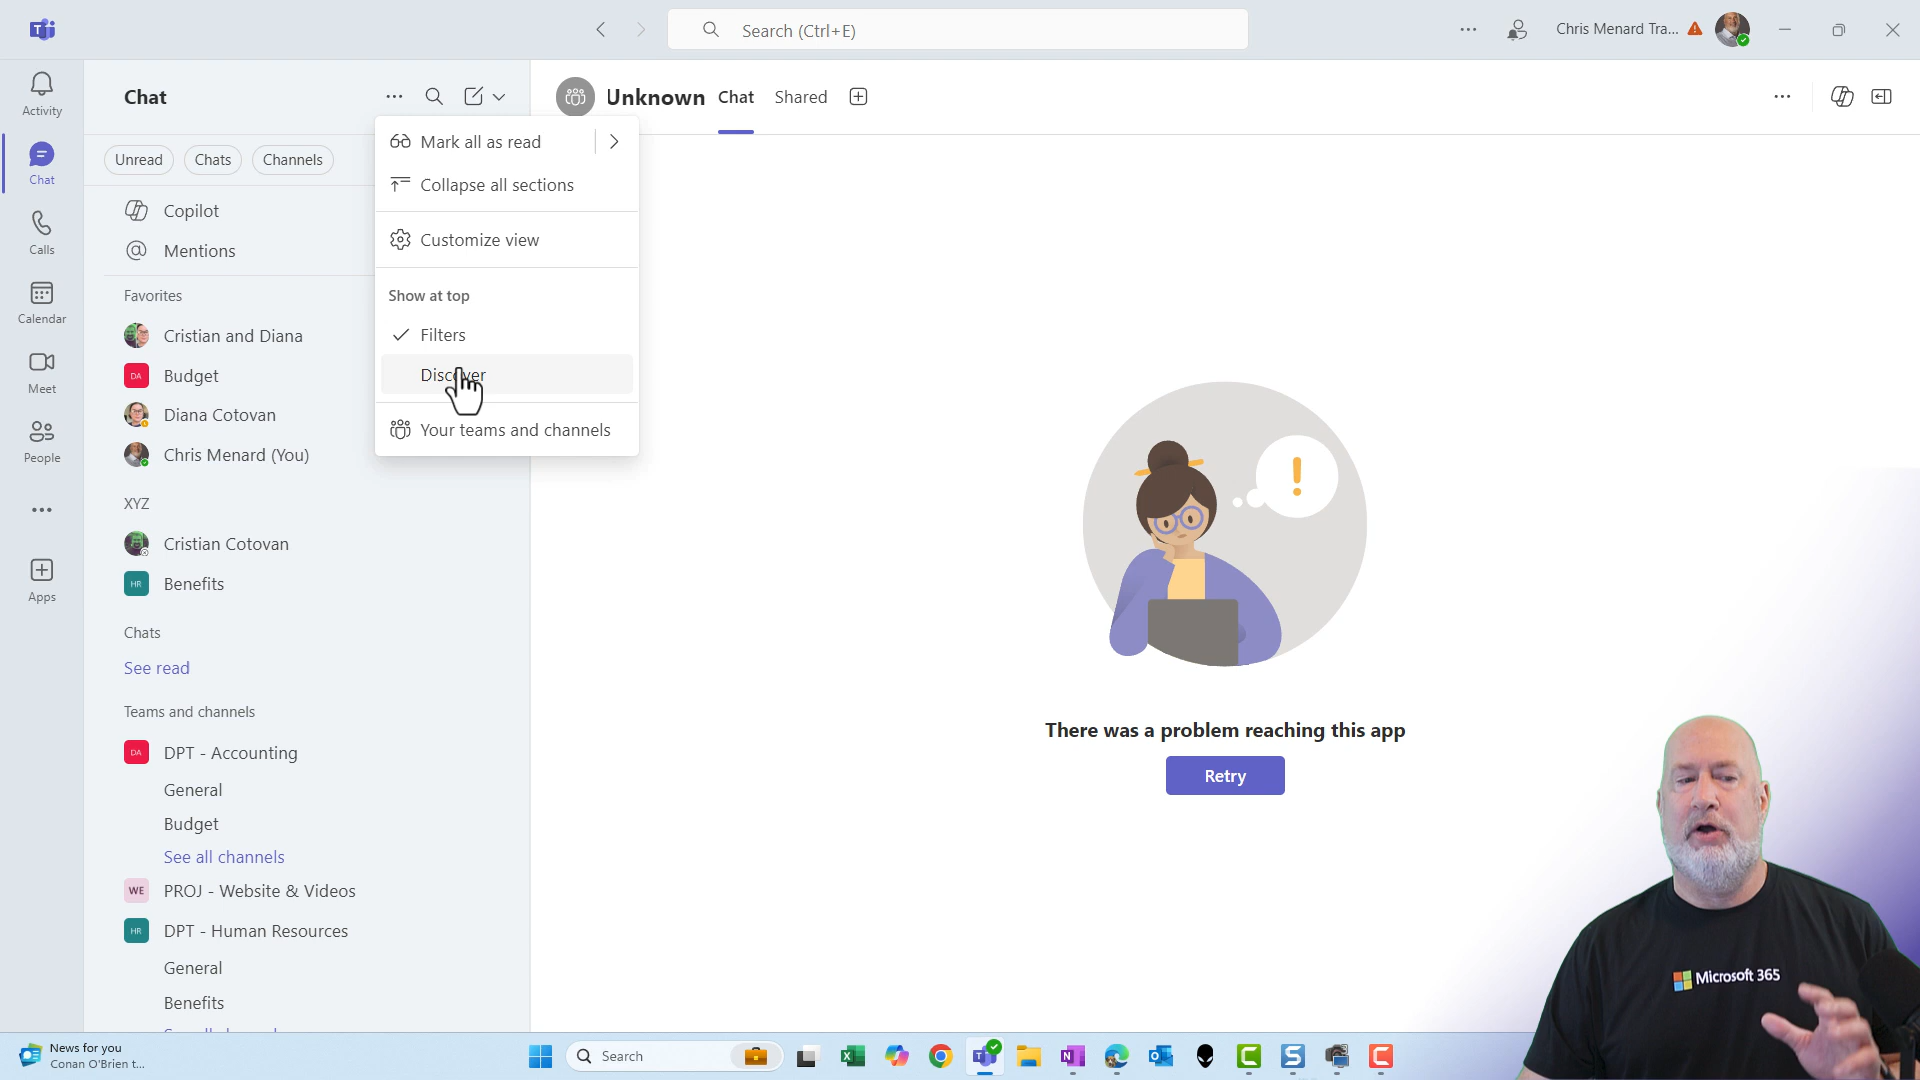 Search (Ctrl+E)
Chris Menard Tra...
Activity
Chat
Calls
Calendar
Meet
People
Apps
Chat
Unread
Chats
Channels
Copilot
Mentions
Favorites
Cristian and Diana
DA Budget
Diana Cotovan
Chris Menard (You)
XYZ
Cristian Cotovan
HR Benefits
Chats
See read
Teams and channels
DA DPT - Accounting
General
Budget
See all channels
WE PROJ - Website & Videos
HR DPT - Human Resources
General
Benefits
Mark all as read
Collapse all sections
Customize view
Show at top
Filters
Discover
Your teams and channels
Unknown
Chat
Shared
There was a problem reaching this app
Retry
Microsoft 365
News for you
Conan O'Brien t...
Search